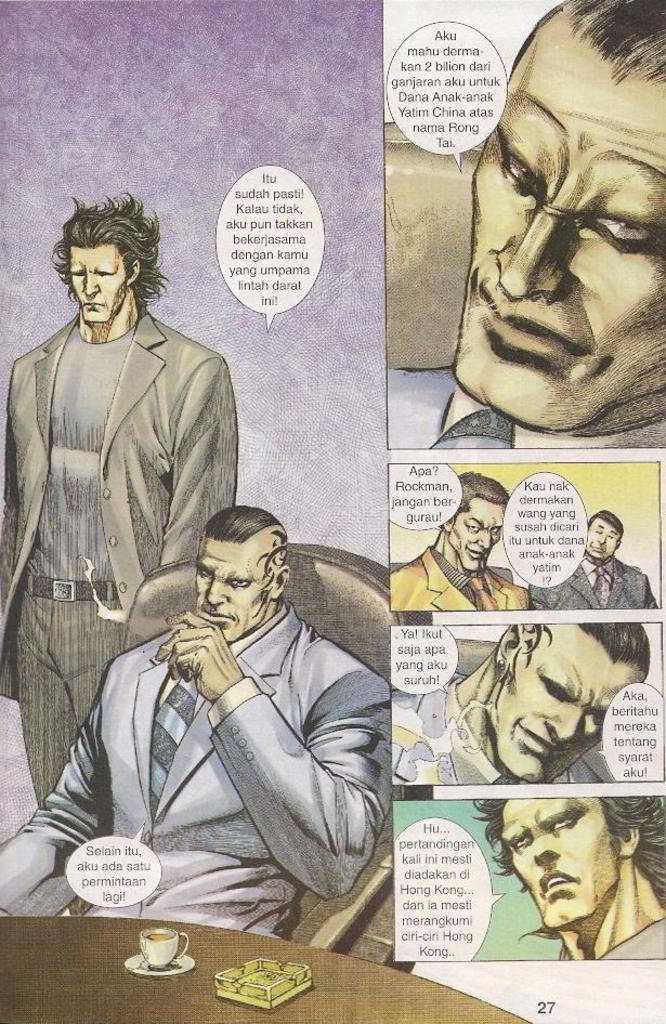 Itu
sudah pasti!
Kalau tidak,
aku pun takkan
bekerjasama
dengan kamu
yang umpama
lintah darat
ini!
Selain itu,
aku ada satu
permintaan
lagi!
Aku
mahu derma-
kan 2 bilion dari
ganjaran aku untuk
Dana Anak-anak
Yatim China atas
nama Rong
Tai.
Apa?
Rockman,
jangan ber-
gurau!
Kau nak
dermakan
wang yang
susah dicari
itu untuk dana
anak-anak
!?
Ya! Ikut
saja apa
yang aku
suruh!
Aka,
beritahu
mereka
tentang
syarat
aku!
Hu...
pertandingan
kali ini mesti
diadakan di
Hong Kong...
dan ia mesti
merangkumi
ciri-ciri Hong
Kong..
27